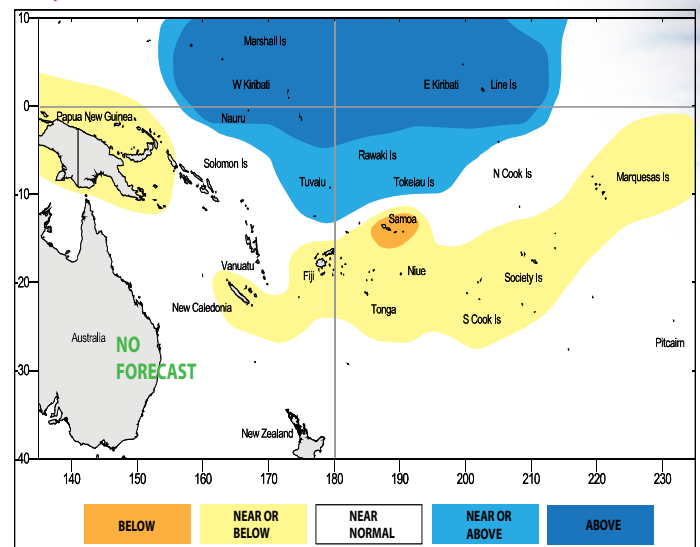 10
Marshall Is
W Kiribati
E Kiribati
Line Is
0
Nauru
Papua New Guinea
Solomon Is
Rawaki Is
Tuvalu
Tokelau Is
N Cook Is
Marquesas Is
-10
Samoa
Vanuatu
Fiji
Niue
Society Is
-20
New Caledonia
Tonga
S Cook Is
Australia
NO
FORECAST
Pitcairn
-30
New Zealand
-40
140
150
160
170
180
190
200
210
220
230
BELOW
NEAR OR
BELOW
NEAR
NORMAL
NEAR OR
ABOVE
ABOVE